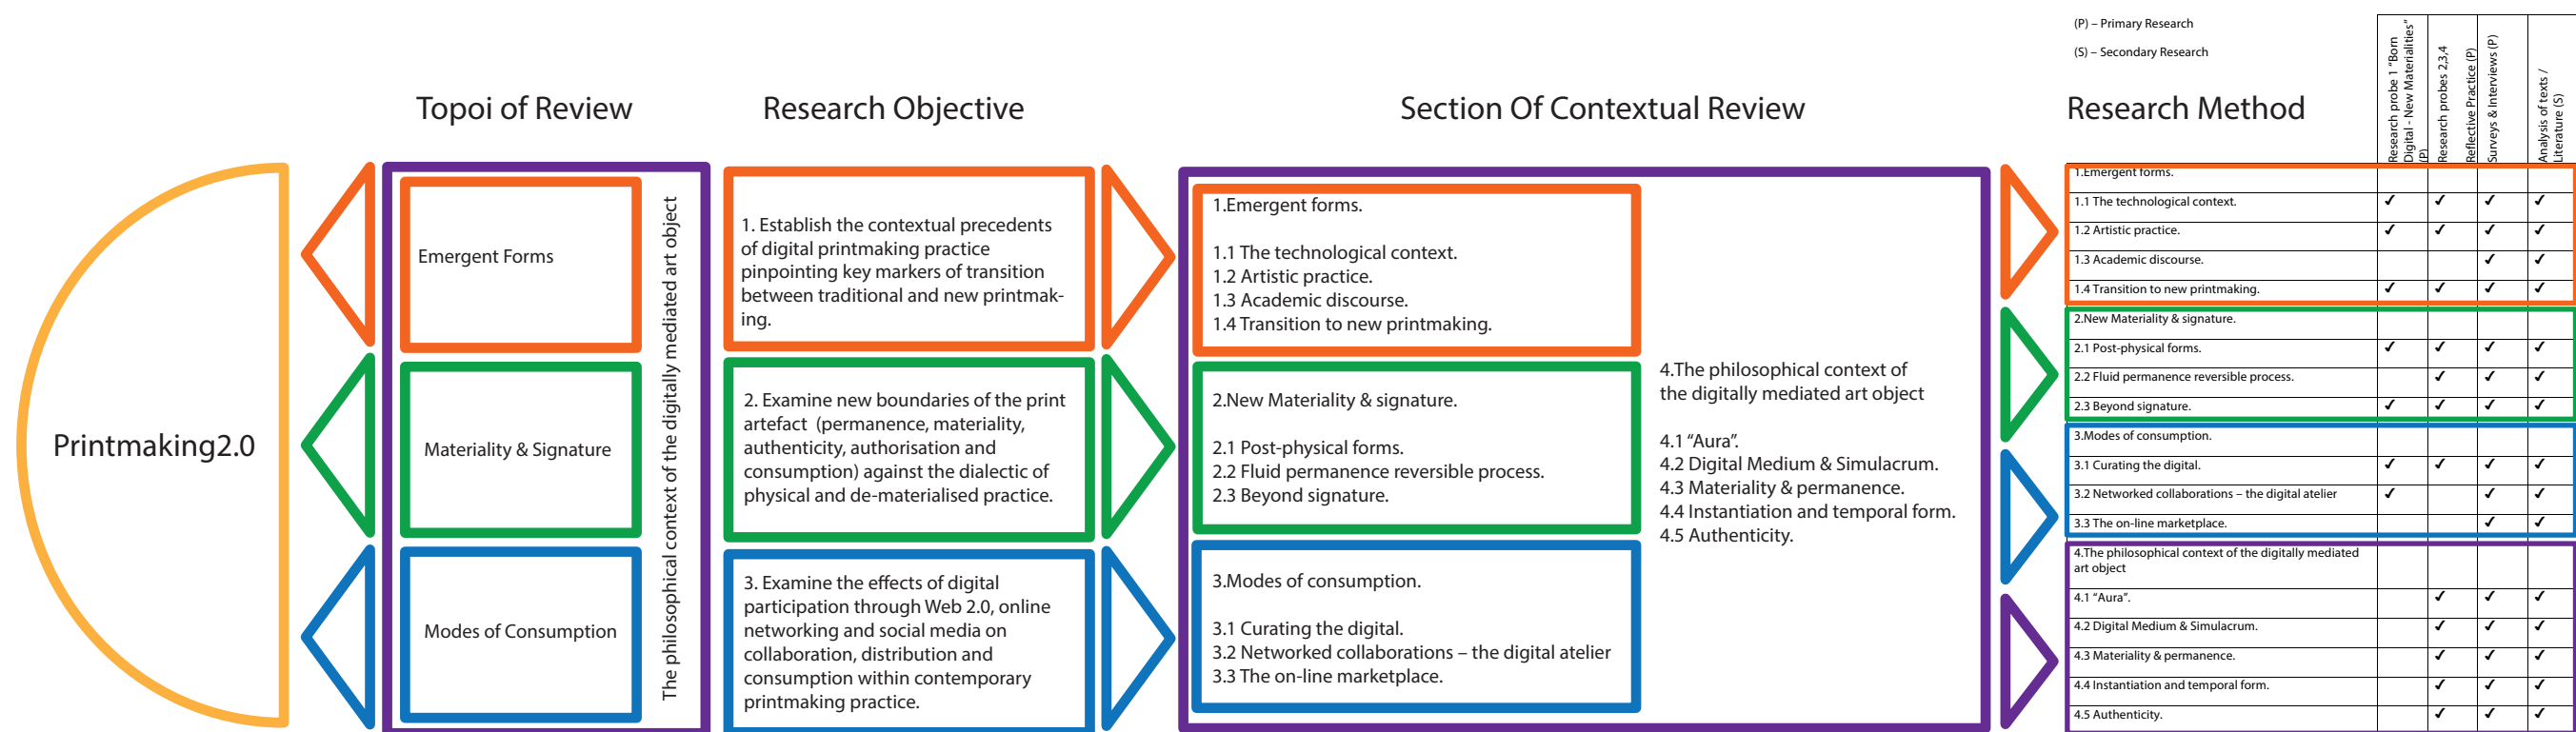 (P) – Primary Research
(S) – Secondary Research
Research probe 1 “Born
Digital - New Materialities”
(P)
Research probes 2,3,4
Reflective Practice (P)
Surveys & Interviews (P)
Analysis of texts /
Literature (S)
Topoi of Review
Research Objective
Section Of Contextual Review
Research Method
Printmaking2.0
Emergent Forms
Materiality & Signature
Modes of Consumption
The philosophical context of the digitally mediated art object
1. Establish the contextual precedents
of digital printmaking practice
pinpointing key markers of transition
between traditional and new printmak-
ing.
2. Examine new boundaries of the print
artefact (permanence, materiality,
authenticity, authorisation and
consumption) against the dialectic of
physical and de-materialised practice.
3. Examine the effects of digital
participation through Web 2.0, online
networking and social media on
collaboration, distribution and
consumption within contemporary
printmaking practice.
1.Emergent forms.
1.1 The technological context.
1.2 Artistic practice.
1.3 Academic discourse.
1.4 Transition to new printmaking.
2.New Materiality & signature.
2.1 Post-physical forms.
2.2 Fluid permanence reversible process.
2.3 Beyond signature.
3.Modes of consumption.
3.1 Curating the digital.
3.2 Networked collaborations – the digital atelier
3.3 The on-line marketplace.
4.The philosophical context of
the digitally mediated art object
4.1 “Aura”.
4.2 Digital Medium & Simulacrum.
4.3 Materiality & permanence.
4.4 Instantiation and temporal form.
4.5 Authenticity.
1.Emergent forms.
1.1 The technological context. ✓ ✓ ✓ ✓
1.2 Artistic practice. ✓ ✓ ✓ ✓
1.3 Academic discourse. ✓ ✓
1.4 Transition to new printmaking. ✓ ✓ ✓ ✓
2.New Materiality & signature.
2.1 Post-physical forms. ✓ ✓ ✓ ✓
2.2 Fluid permanence reversible process. ✓ ✓ ✓
2.3 Beyond signature. ✓ ✓ ✓ ✓
3.Modes of consumption.
3.1 Curating the digital. ✓ ✓ ✓ ✓
3.2 Networked collaborations – the digital atelier ✓ ✓ ✓
3.3 The on-line marketplace. ✓ ✓
4.The philosophical context of the digitally mediated
art object
4.1 “Aura”. ✓ ✓ ✓
4.2 Digital Medium & Simulacrum. ✓ ✓ ✓
4.3 Materiality & permanence. ✓ ✓ ✓
4.4 Instantiation and temporal form. ✓ ✓ ✓
4.5 Authenticity. ✓ ✓ ✓